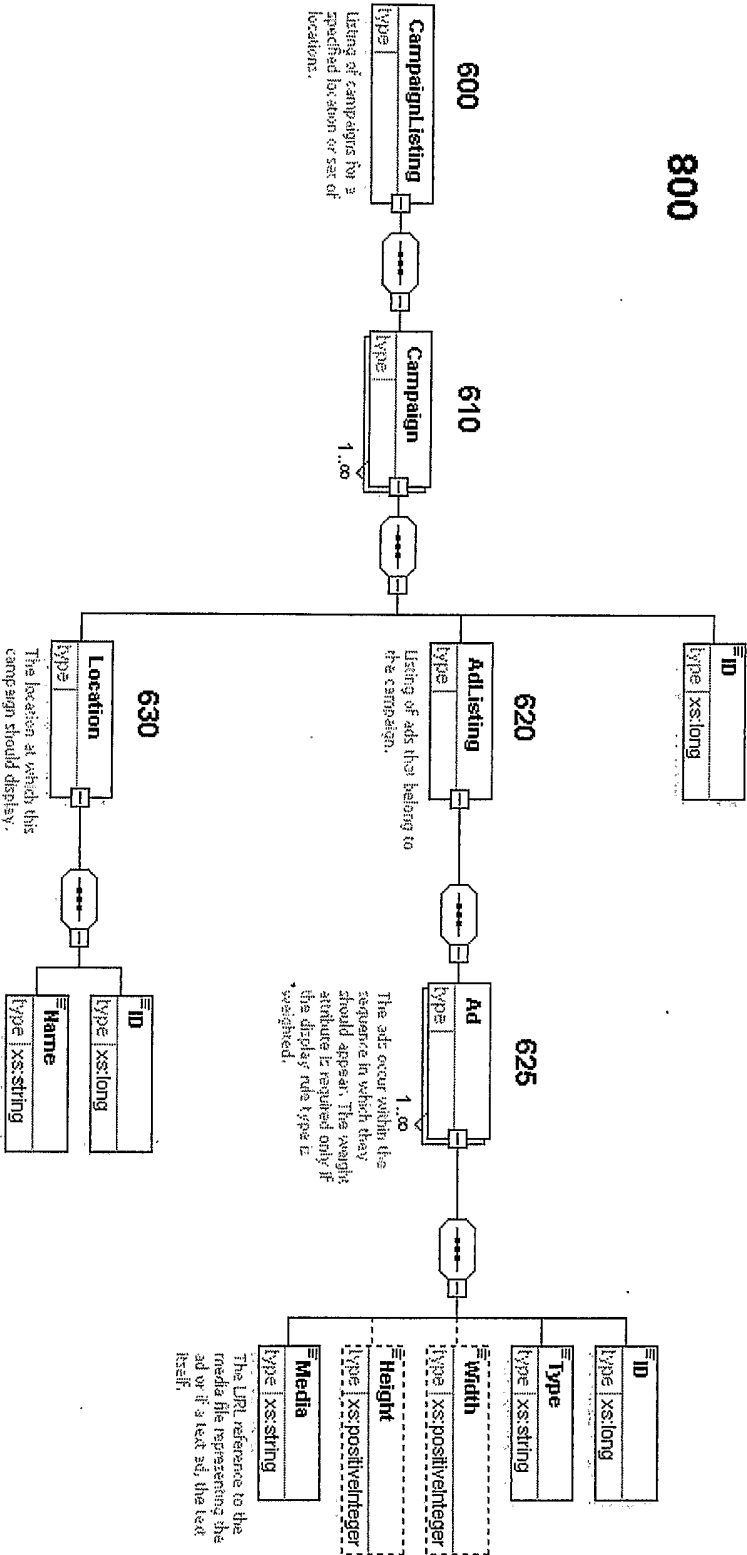 800
600
CampaignListing
type
Listing of campaigns for a
specified location or set of
locations.
610
Campaign
type
1..∞
ID
type xs:long
620
AdListing
type
Listing of ads that belong to
the campaign.
625
Ad
type
1..∞
The ads occur within the
sequence in which they
should appear. The weight
attribute is required only if
the display rule type is
weighted.
ID
type xs:long
Type
type xs:string
Width
type xs:positiveInteger
Height
type xs:positiveInteger
Media
type xs:string
The URL reference to the
media file representing the
ad or if a text ad, the text
itself.
630
Location
type
The location at which this
campaign should display.
ID
type xs:long
Name
type xs:string